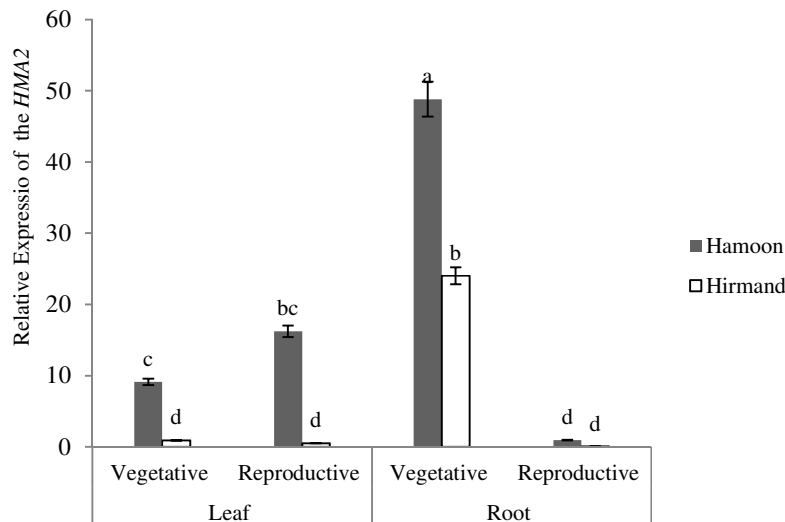 Relative Expressio of the HMA2
60
50
40
30
20
10
0
a
b
bc
c
d
d
d
d
Vegetative Reproductive Vegetative Reproductive
Leaf Root
Hamoon
Hirmand